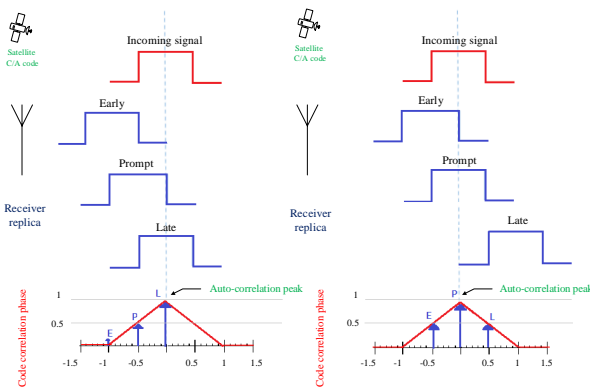 Incoming signal
Satellite
C/A code
Early
Prompt
Receiver
replica
Late
L
Auto-correlation peak
Code correlation phase
1
P
0.5
E
-1.5
-1
-0.5
0.0
0.5
1
1.5
Incoming signal
Satellite
C/A code
Early
Prompt
Receiver
replica
Late
P
Auto-correlation peak
Code correlation phase
1
E
L
0.5
-1.5
-1
-0.5
0.0
0.5
1.0
1.5